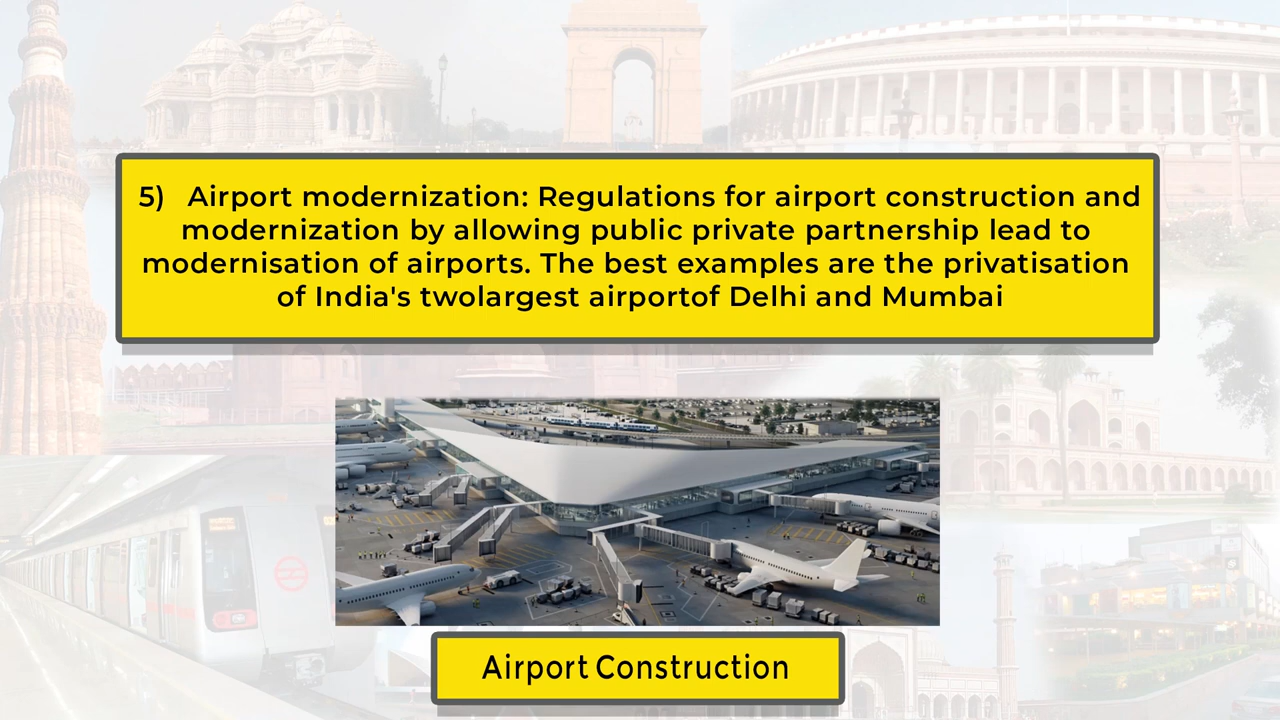 5) Airport modernization: Regulations for airport construction and
modernization by allowing public private partnership lead to
modernisation of airports. The best examples are the privatisation
of India's twolargest airportof Delhi and Mumbai
Airport Construction